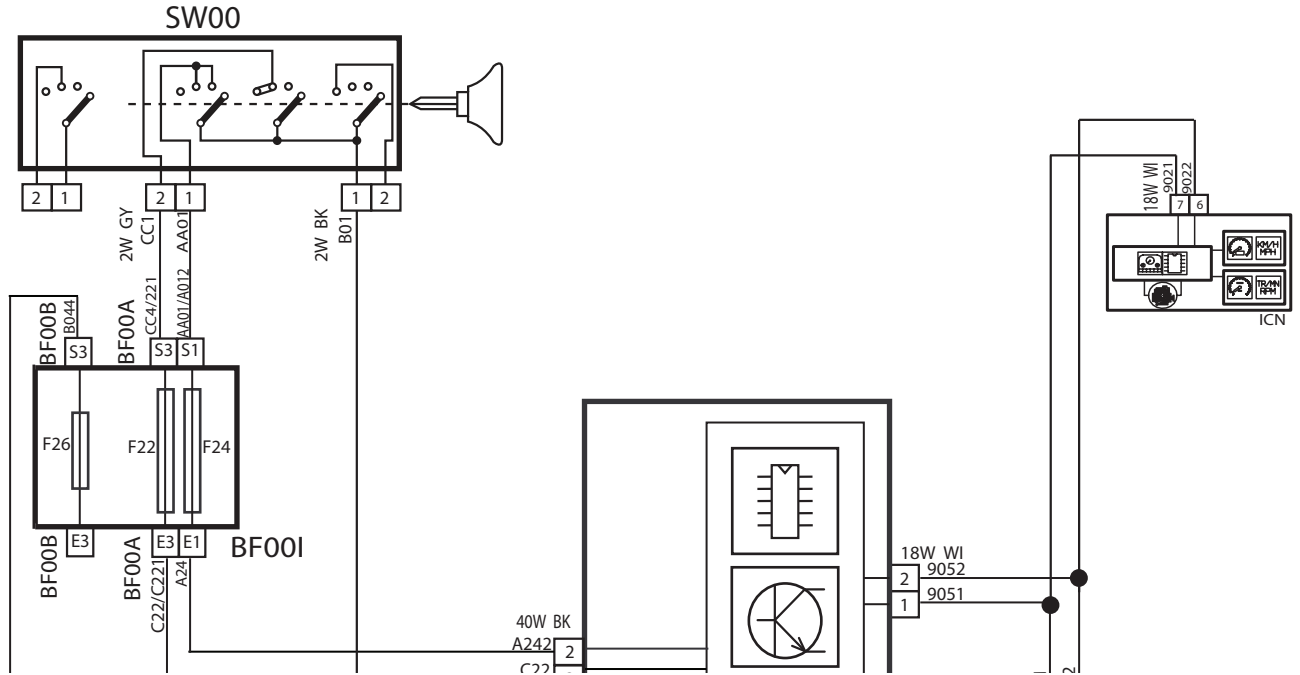 SW00
2 1
2 1
1 2
2W GY
CC1
AA01
2W BK
B01
18W WI
9021
9022
7 6
KM/H
MPH
TR/MN
RPM
ICN
BF00B
B044
BF00A
CC4/221
AA01/A012
S3
S3 S1
F26
F22
F24
E3
E3 E1
BF00I
BF00B
BF00A
C22/C221
A24
18W WI
9052
2
9051
1
40W BK
A242
2
C22